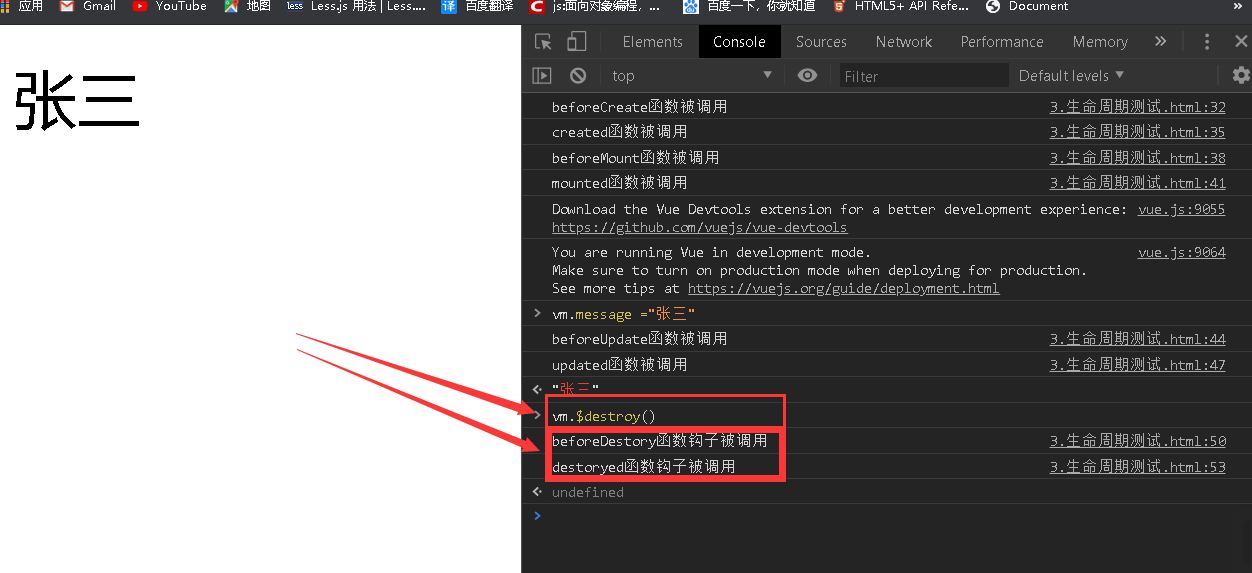 应用 Gmail YouTube 地图 less Less.js 用法 | Less.... 译 百度翻译 C js面向对象编程，... 百度一下，你就知道 HTML5+ API Refe... Document »
Elements Console Sources Network Performance Memory »
top Filter Default levels
张三
beforeCreate函数被调用 3.生命周期测试.html:32
created函数被调用 3.生命周期测试.html:35
beforeMount函数被调用 3.生命周期测试.html:38
mounted函数被调用 3.生命周期测试.html:41
Download the Vue Devtools extension for a better development experience: vue.js:9055
https://github.com/vuejs/vue-devtools
You are running Vue in development mode. vue.js:9064
Make sure to turn on production mode when deploying for production.
See more tips at https://vuejs.org/guide/deployment.html
> vm.message ="张三"
beforeUpdate函数被调用 3.生命周期测试.html:44
updated函数被调用 3.生命周期测试.html:47
"张三"
> vm.$destroy()
beforeDestory函数钩子被调用 3.生命周期测试.html:50
destoryed函数钩子被调用 3.生命周期测试.html:53
undefined
>